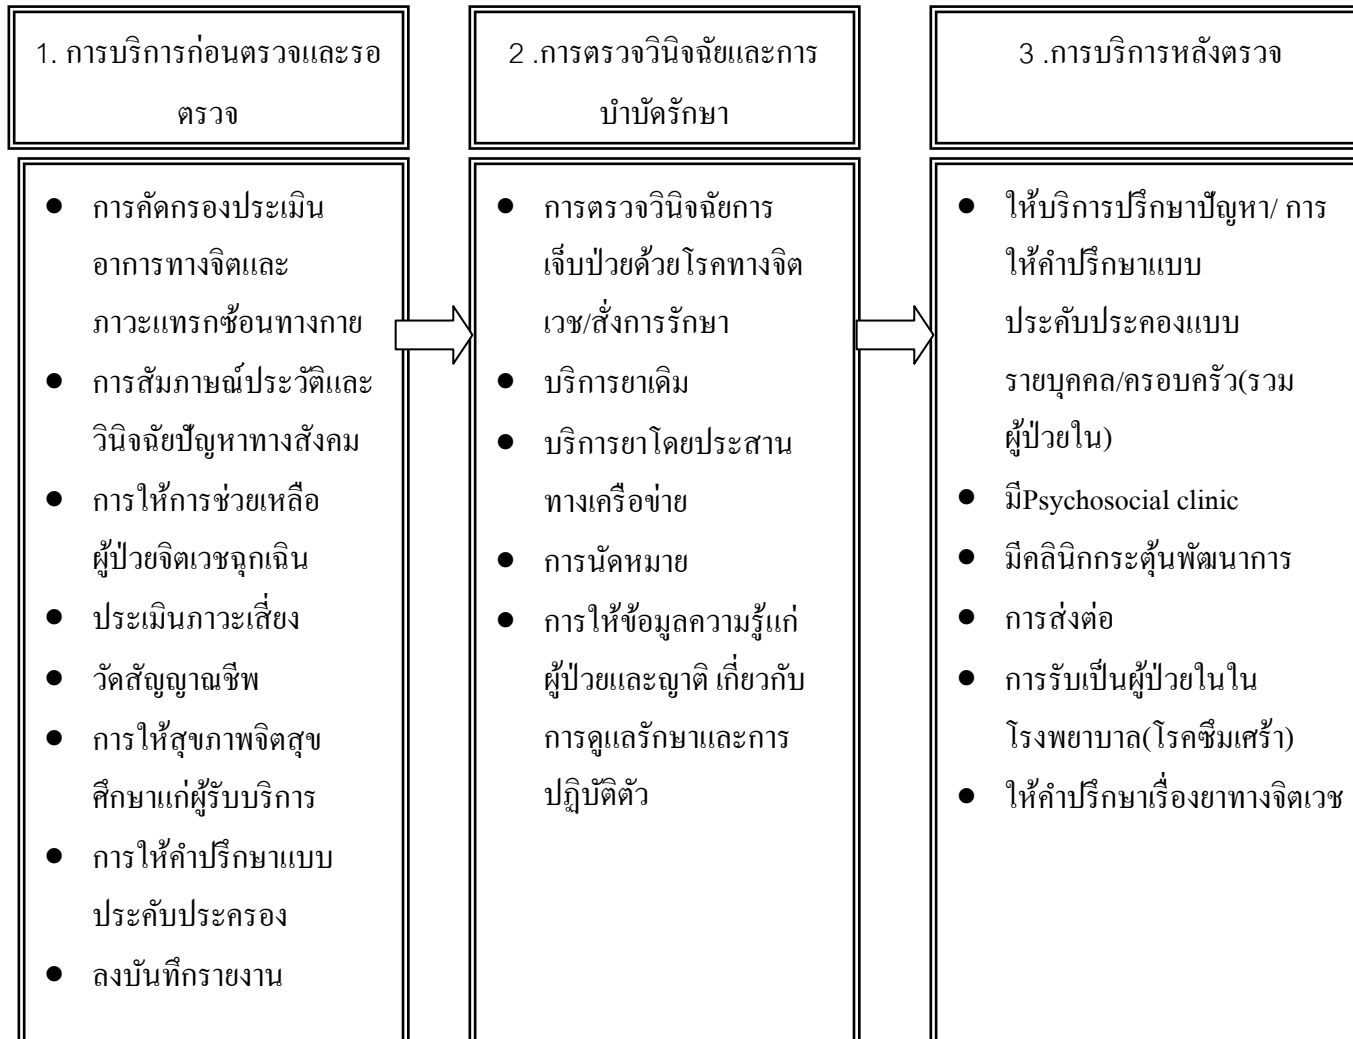 1. การบริการก่อนตรวจและรอ
ตรวจ
● การคัดกรองประเมิน
อาการทางจิตและ
ภาวะแทรกซ้อนทางกาย
● การสัมภาษณ์ประวัติและ
วินิจฉัยปัญหาทางสังคม
● การให้การช่วยเหลือ
ผู้ป่วยจิตเวชฉุกเฉิน
● ประเมินภาวะเสี่ยง
● วัดสัญญาณชีพ
● การให้สุขภาพจิตสุข
ศึกษาแก่ผู้รับบริการ
● การให้คำปรึกษาแบบ
ประคับประครอง
● ลงบันทึกรายงาน
2 .การตรวจวินิจฉัยและการ
บำบัดรักษา
● การตรวจวินิจฉัยการ
เจ็บป่วยด้วยโรคทางจิต
เวช/สั่งการรักษา
● บริการยาเดิม
● บริการยาโดยประสาน
ทางเครือข่าย
● การนัดหมาย
● การให้ข้อมูลความรู้แก่
ผู้ป่วยและญาติ เกี่ยวกับ
การดูแลรักษาและการ
ปฏิบัติตัว
3 .การบริการหลังตรวจ
● ให้บริการปรึกษาปัญหา/ การ
ให้คำปรึกษาแบบ
ประคับประคองแบบ
รายบุคคล/ครอบครัว(รวม
ผู้ป่วยใน)
● มีPsychosocial clinic
● มีคลินิกกระตุ้นพัฒนาการ
● การส่งต่อ
● การรับเป็นผู้ป่วยในใน
โรงพยาบาล(โรคซึมเศร้า)
● ให้คำปรึกษาเรื่องยาทางจิตเวช